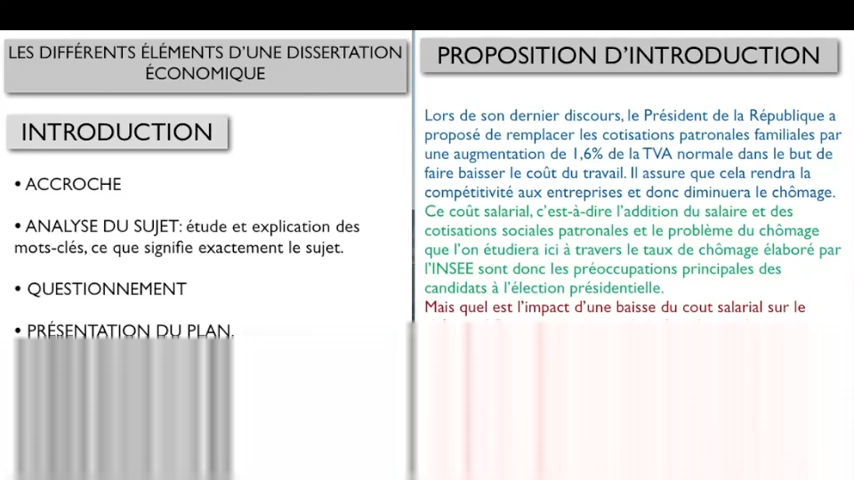 LES DIFFÉRENTS ÉLÉMENTS D'UNE DISSERTATION
ÉCONOMIQUE
INTRODUCTION
• ACCROCHE
• ANALYSE DU SUJET: étude et explication des
mots-clés, ce que signifie exactement le sujet.
• QUESTIONNEMENT
• PRÉSENTATION DU PLAN.
PROPOSITION D'INTRODUCTION
Lors de son dernier discours, le Président de la République a
proposé de remplacer les cotisations patronales familiales par
une augmentation de 1,6% de la TVA normale dans le but de
faire baisser le coût du travail. Il assure que cela rendra la
compétitivité aux entreprises et donc diminuera le chômage.
Ce coût salarial, c'est-à-dire l'addition du salaire et des
cotisations sociales patronales et le problème du chômage
que l'on étudiera ici à travers le taux de chômage élaboré par
l'INSEE sont donc les préoccupations principales des
candidats à l'élection présidentielle.
Mais quel est l'impact d'une baisse du cout salarial sur le